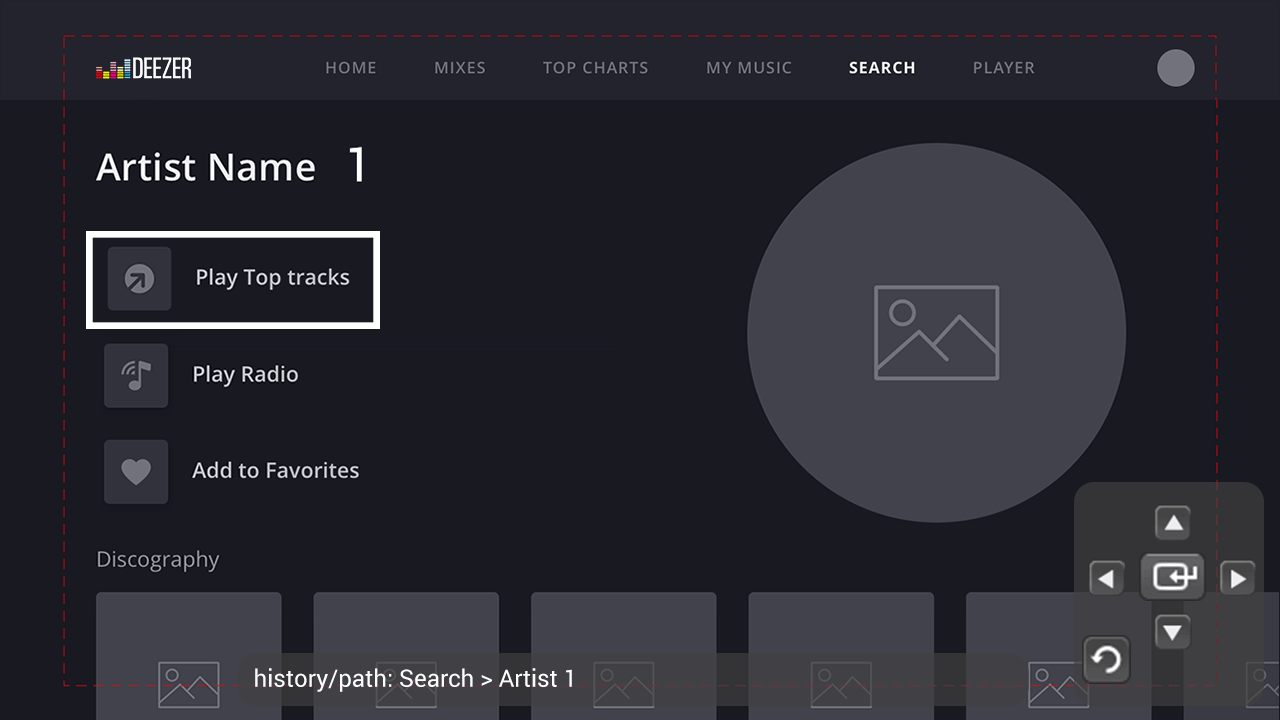 DEEZER HOME MIXES TOP CHARTS MY MUSIC SEARCH PLAYER
Artist Name 1
Play Top tracks
Play Radio
Add to Favorites
Discography
history/path: Search > Artist 1